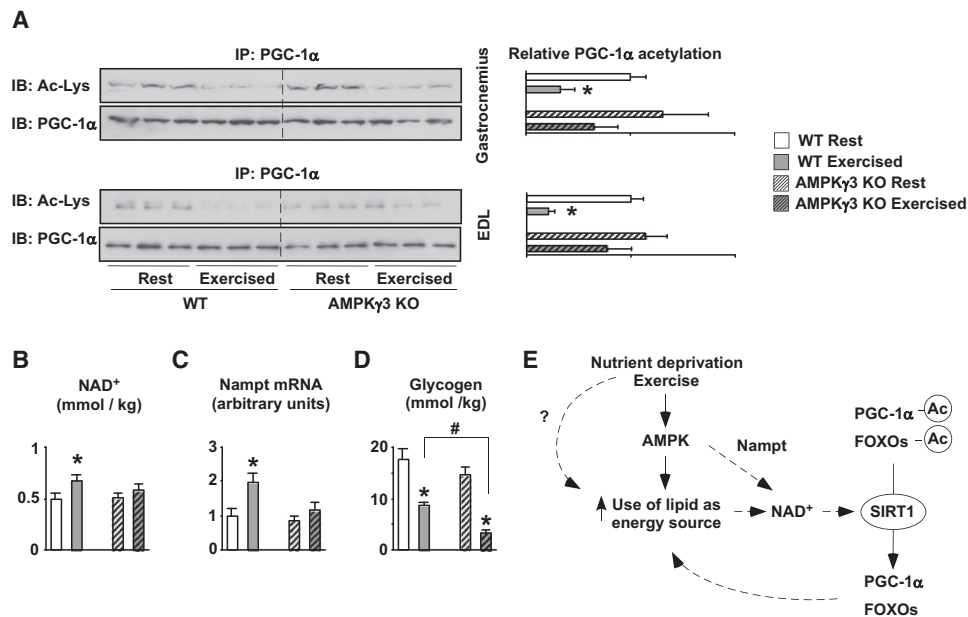 A
IP: PGC-1α
IB: Ac-Lys
IB: PGC-1α
Gastrocnemius
Relative PGC-1α acetylation
*
WT Rest
WT Exercised
AMPKγ3 KO Rest
AMPKγ3 KO Exercised
IP: PGC-1α
IB: Ac-Lys
IB: PGC-1α
EDL
*
Rest Exercised Rest Exercised
WT AMPKγ3 KO
B
NAD⁺
(mmol / kg)
1
0.5
0
*
C
Nampt mRNA
(arbitrary units)
3
2
1
0
*
D
Glycogen
(mmol /kg)
#
20
10
0
*
*
E
Nutrient deprivation
Exercise
?
AMPK
Nampt
Use of lipid as
energy source
NAD⁺
PGC-1α Ac
FOXOs Ac
SIRT1
PGC-1α
FOXOs